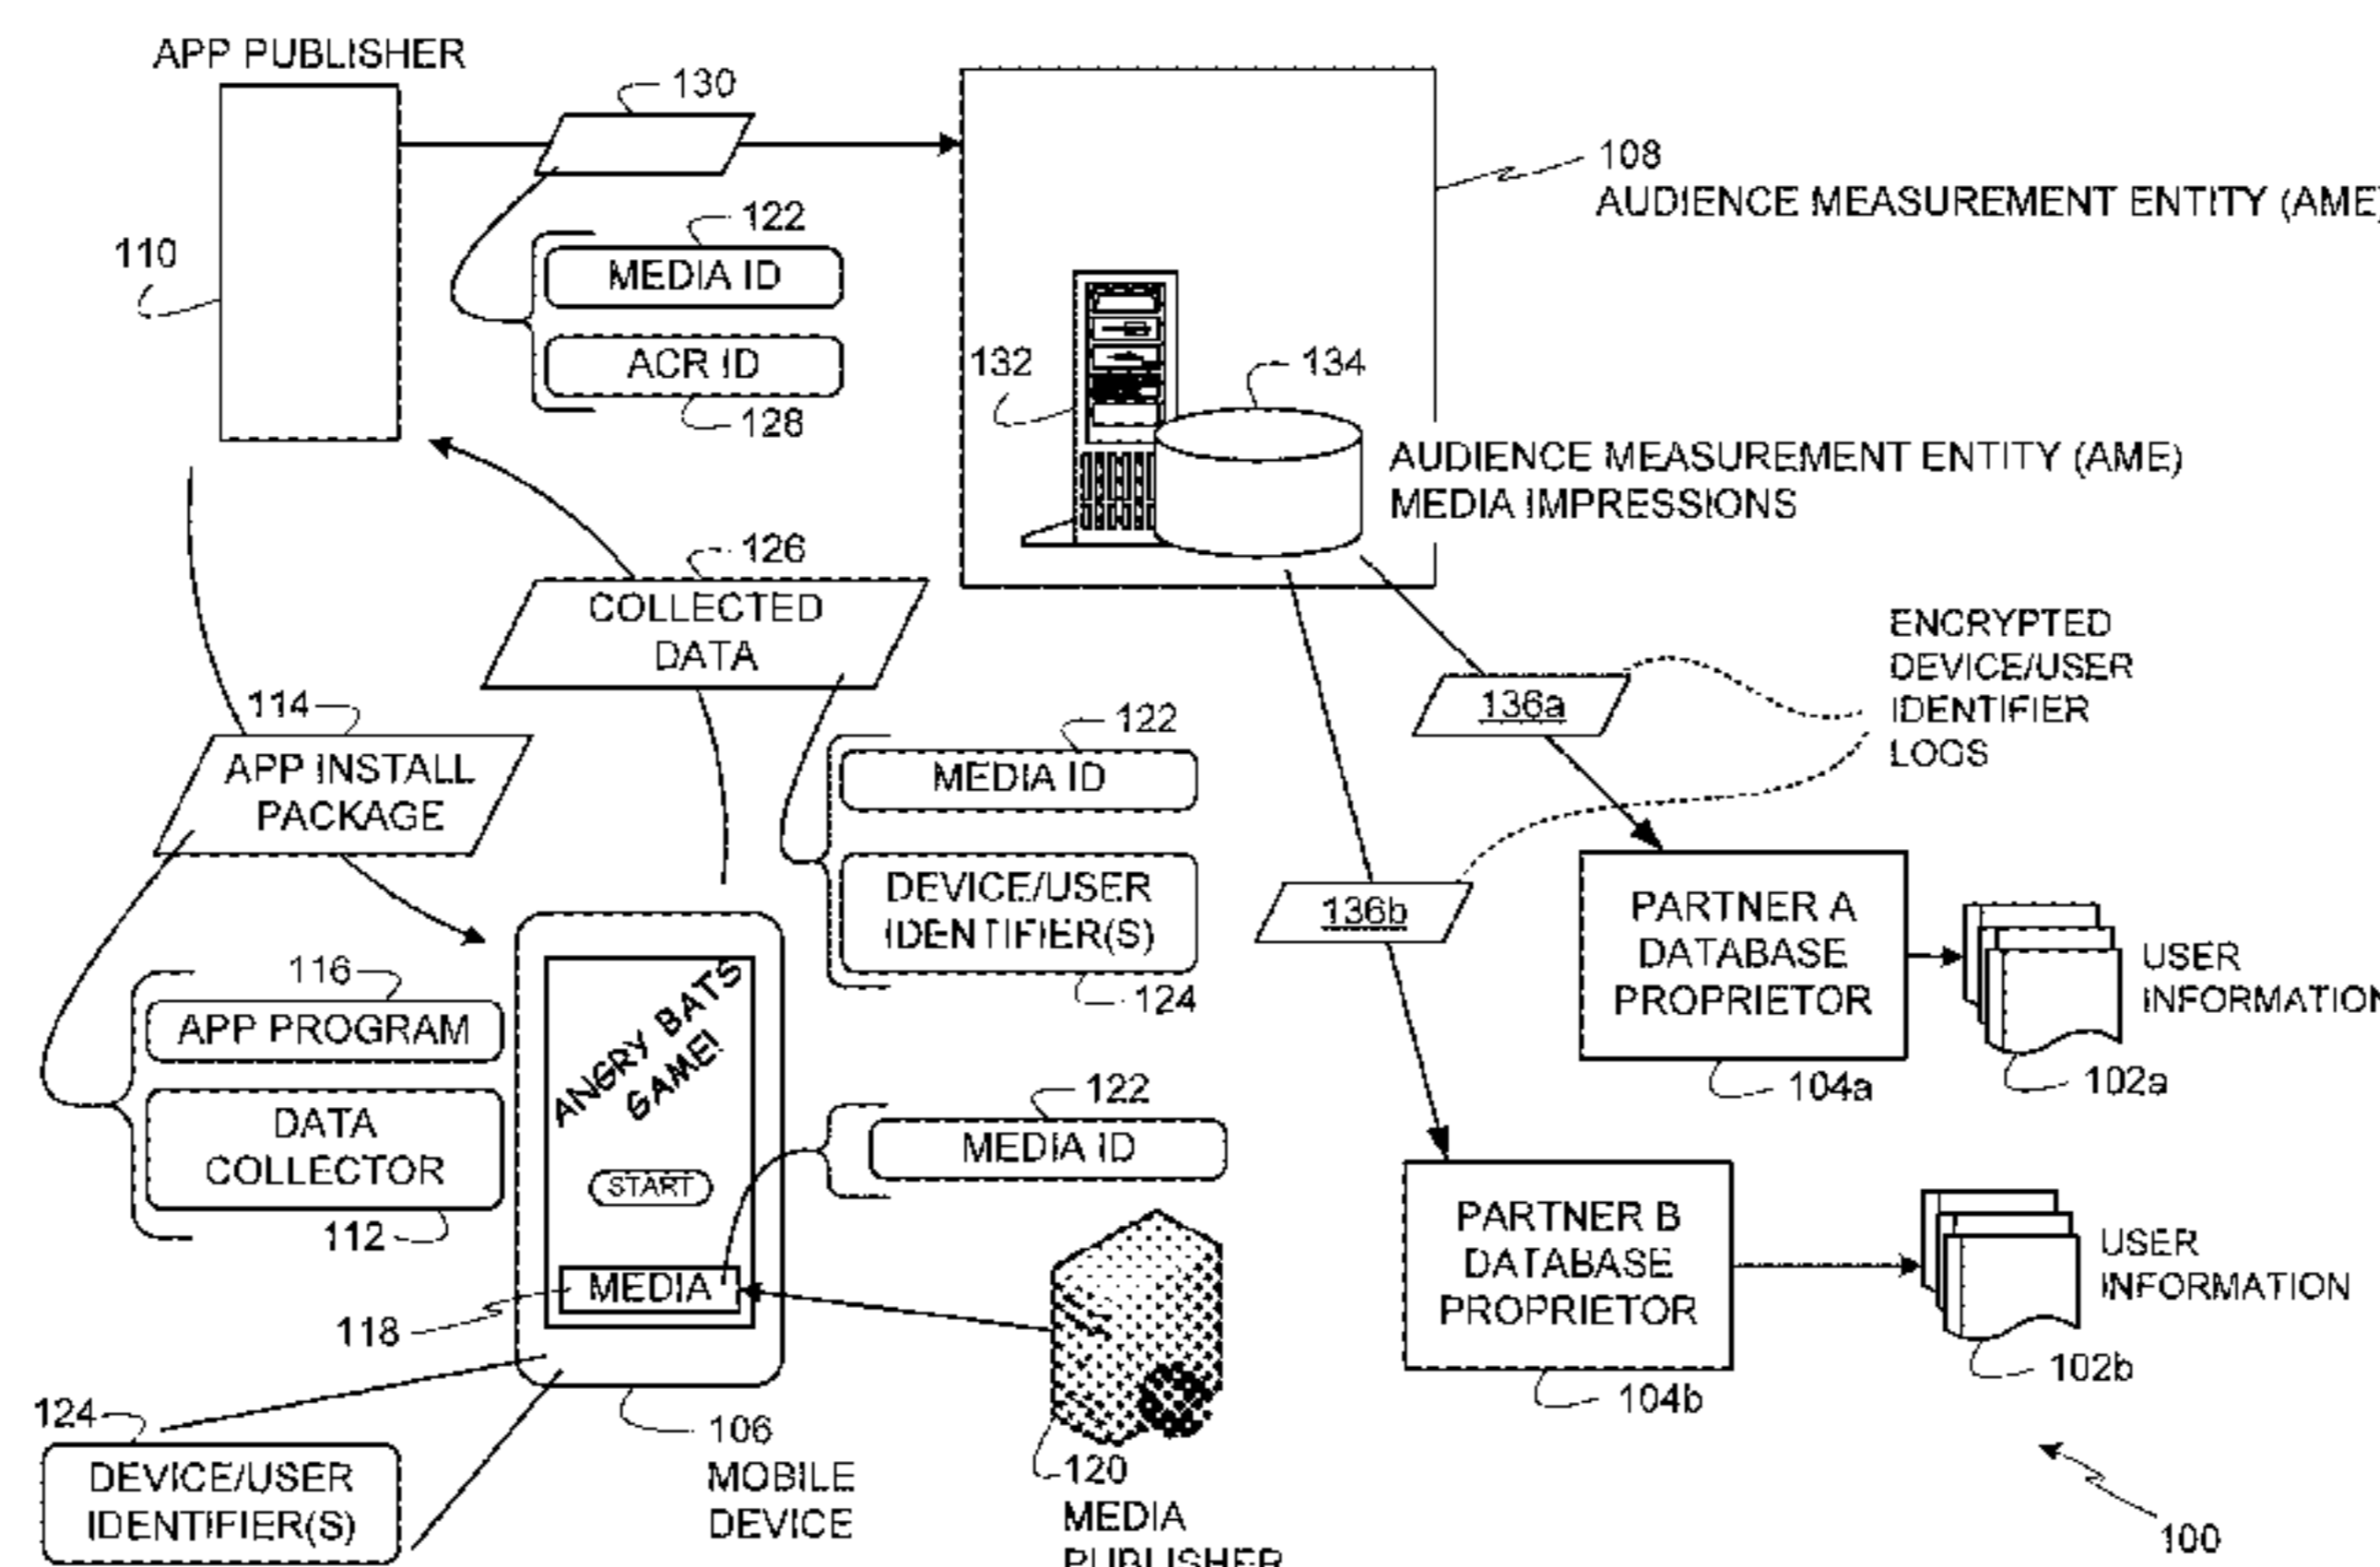 APP PUBLISHER
130
108
AUDIENCE MEASUREMENT ENTITY (AME)
110
122
MEDIA ID
ACR ID
128
132
134
AUDIENCE MEASUREMENT ENTITY (AME)
MEDIA IMPRESSIONS
126
COLLECTED
DATA
ENCRYPTED
DEVICE/USER
IDENTIFIER
LOGS
136a
114
APP INSTALL
PACKAGE
122
MEDIA ID
DEVICE/USER
IDENTIFIER(S)
124
136b
PARTNER A
DATABASE
PROPRIETOR
104a
USER
INFORMATION
102a
116
APP PROGRAM
DATA
COLLECTOR
112
ANGRY BATS
GAME!
START
MEDIA
118
122
MEDIA ID
PARTNER B
DATABASE
PROPRIETOR
104b
USER
INFORMATION
102b
124
DEVICE/USER
IDENTIFIER(S)
106
MOBILE
DEVICE
120
MEDIA
PUBLISHER
100